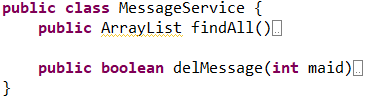 public class MessageService {
    public ArrayList findAll()
    public boolean delMessage(int maid)
}